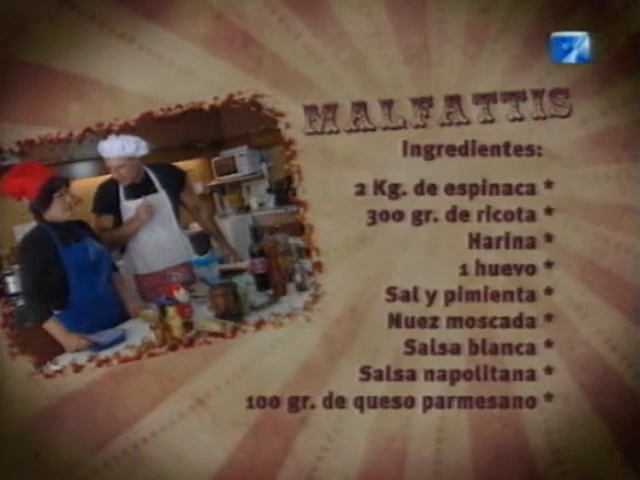 MALFATTIS
Ingredientes:
2 Kg. de espinaca *
300 gr. de ricota *
Harina *
1 huevo *
Sal y pimienta *
Nuez moscada *
Salsa blanca *
Salsa napolitana *
100 gr. de queso parmesano *